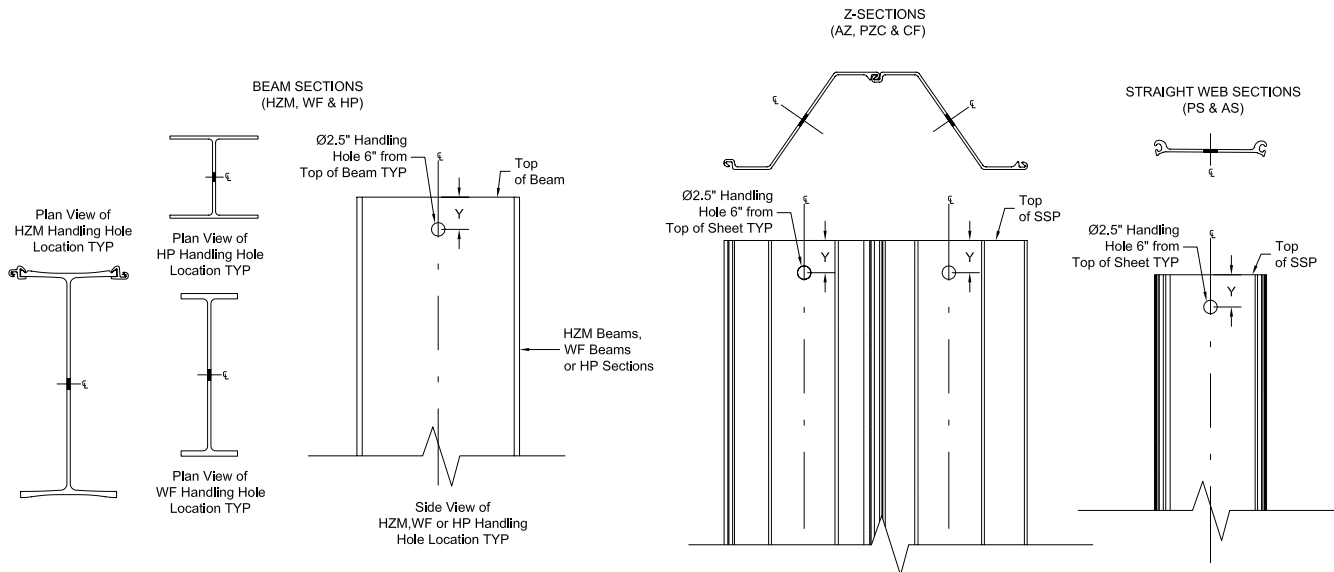 BEAM SECTIONS
(HZM, WF & HP)
Plan View of
HZM Handling Hole
Location TYP
℄
℄
Plan View of
HP Handling Hole
Location TYP
℄
Plan View of
WF Handling Hole
Location TYP
Ø2.5" Handling
Hole 6" from
Top of Beam TYP
℄
Top
of Beam
Y
HZM Beams,
WF Beams
or HP Sections
Side View of
HZM,WF or HP Handling
Hole Location TYP
Z-SECTIONS
(AZ, PZC & CF)
℄
℄
Ø2.5" Handling
Hole 6" from
Top of Sheet TYP
℄
℄
Top
of SSP
Y
Y
STRAIGHT WEB SECTIONS
(PS & AS)
℄
Ø2.5" Handling
Hole 6" from
Top of Sheet TYP
℄
Top
of SSP
Y